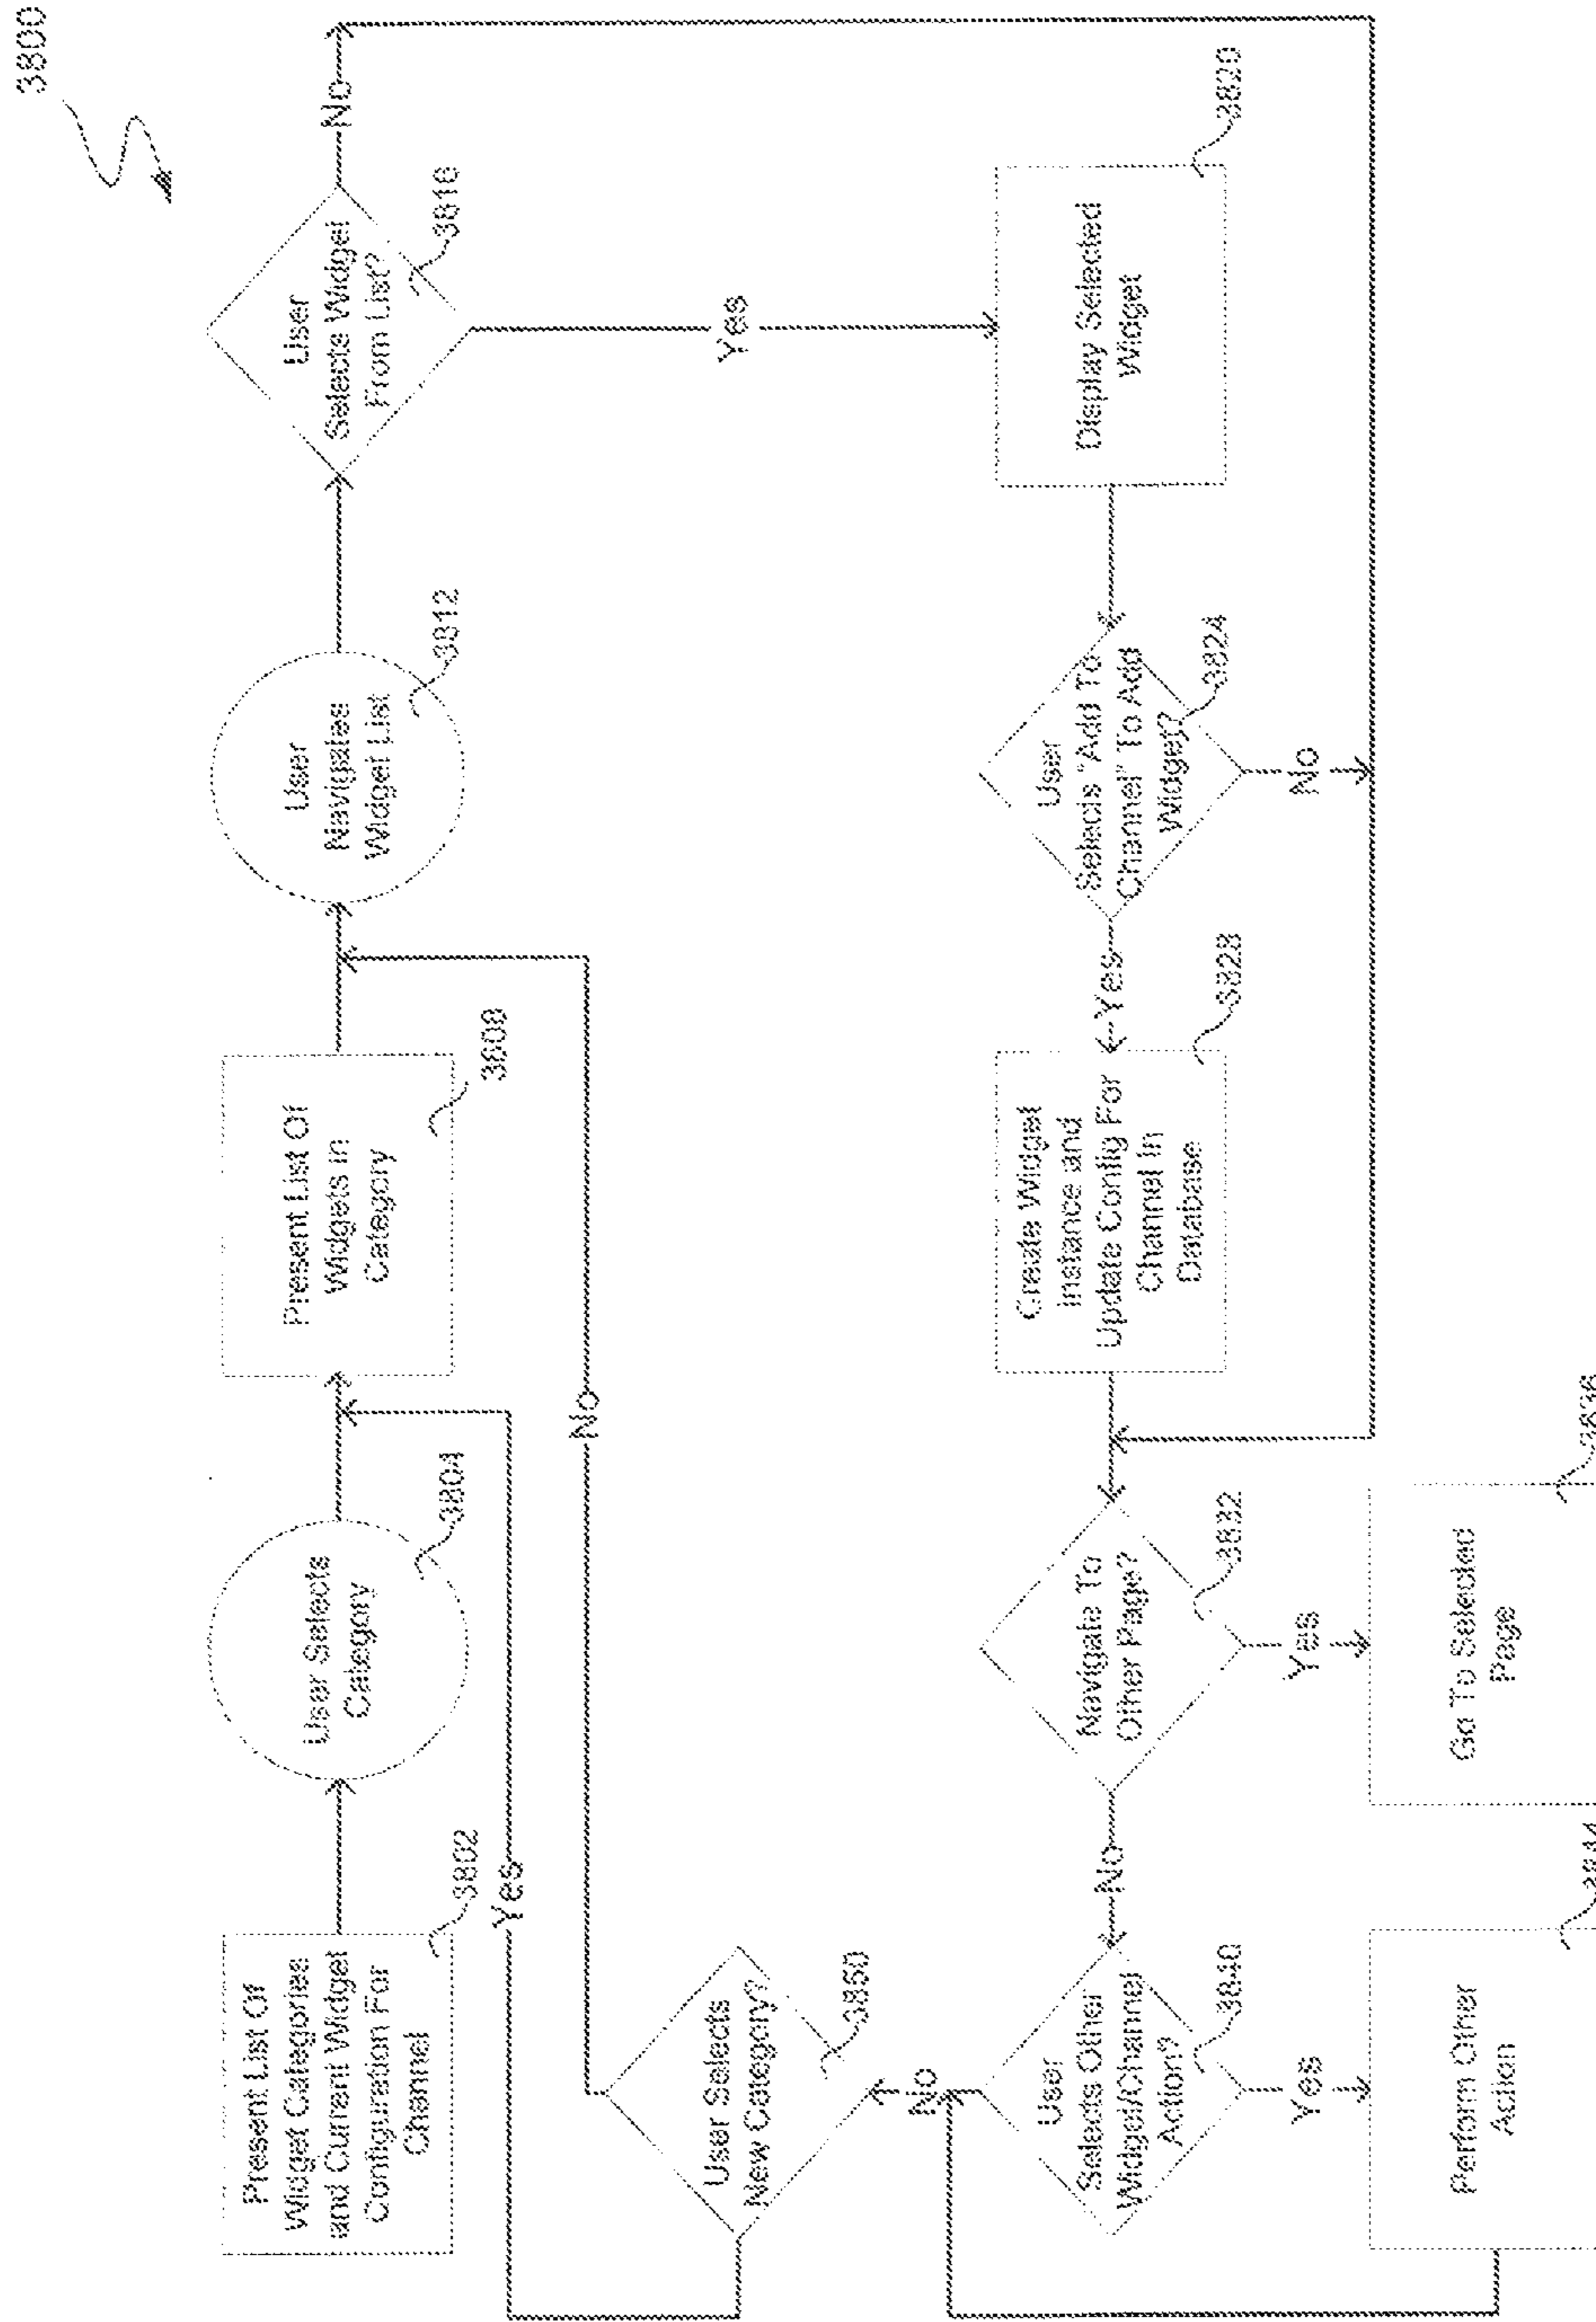 3800
Present List Of
Widget Categories
and Current Widget
Configuration For
Channel
3802
User Selects
Category
3804
Present List Of
Widgets in
Category
3808
User
Navigates
Widget List
3812
User
Selects Widget
From List?
3816
No
Yes
Display Selected
Widget
3820
User
Selects "Add To
Channel" To Add
Widget?
3824
No
Yes
Create Widget
Instance and
Update Config For
Channel In
Database
3828
Navigate To
Other Page?
3832
Yes
Go To Selected
Page
3836
No
User
Selects Other
Widget/Channel
Action?
3840
Yes
Perform Other
Action
3844
No
User Selects
New Category?
3850
Yes
No